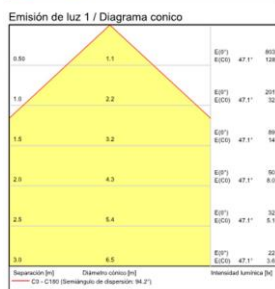 Emisión de luz 1 / Diagrama conico
0.50 1.1 E(0°) 803
E(C0) 47.1° 128
1.0 2.2 E(0°) 201
E(C0) 47.1° 32
1.5 3.2 E(0°) 89
E(C0) 47.1° 14
2.0 4.3 E(0°) 50
E(C0) 47.1° 8.0
2.5 5.4 E(0°) 32
E(C0) 47.1° 5.1
3.0 6.5 E(0°) 22
E(C0) 47.1° 3.6
Separación [m] Diámetro cónico [m] Intensidad lumínica [lx]
C0 - C180 (Semiángulo de dispersión: 94.2°)